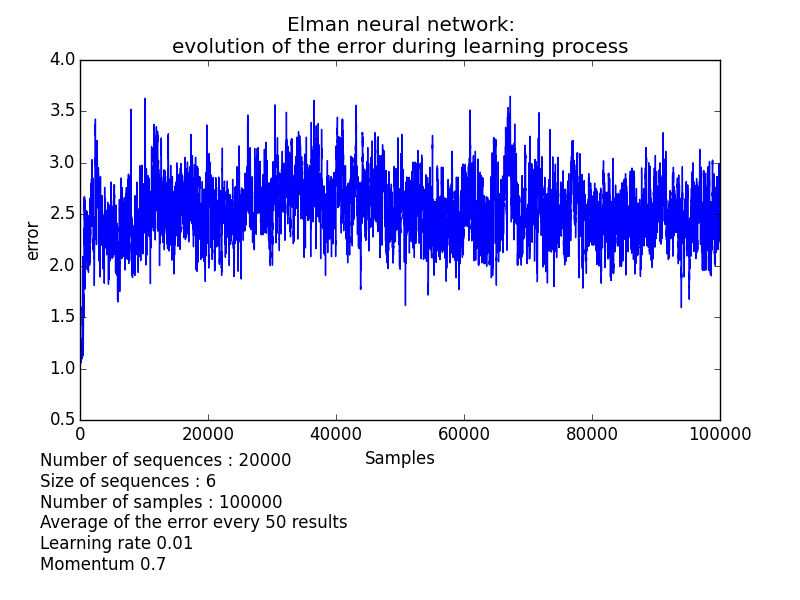 Elman neural network:
evolution of the error during learning process
4.0
3.5
3.0
2.5
2.0
1.5
1.0
0.5
error
0
20000
40000
60000
80000
100000
Samples
Number of sequences : 20000
Size of sequences : 6
Number of samples : 100000
Average of the error every 50 results
Learning rate 0.01
Momentum 0.7